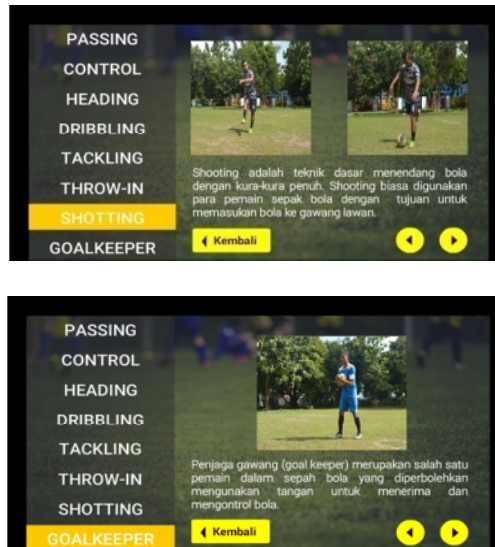 PASSING
CONTROL
HEADING
DRIBBLING
TACKLING
THROW-IN
SHOTTING
GOALKEEPER
Shooting adalah teknik dasar menendang bola
dengan kura-kura penuh. Shooting biasa digunakan
para pemain sepak bola dengan tujuan untuk
memasukan bola ke gawang lawan.
Kembali
PASSING
CONTROL
HEADING
DRIBBLING
TACKLING
THROW-IN
SHOTTING
GOALKEEPER
Penjaga gawang (goal keeper) merupakan salah satu
pemain dalam sepah bola yang diperbolehkan
mengunakan tangan untuk menerima dan
mengontrol bola.
Kembali